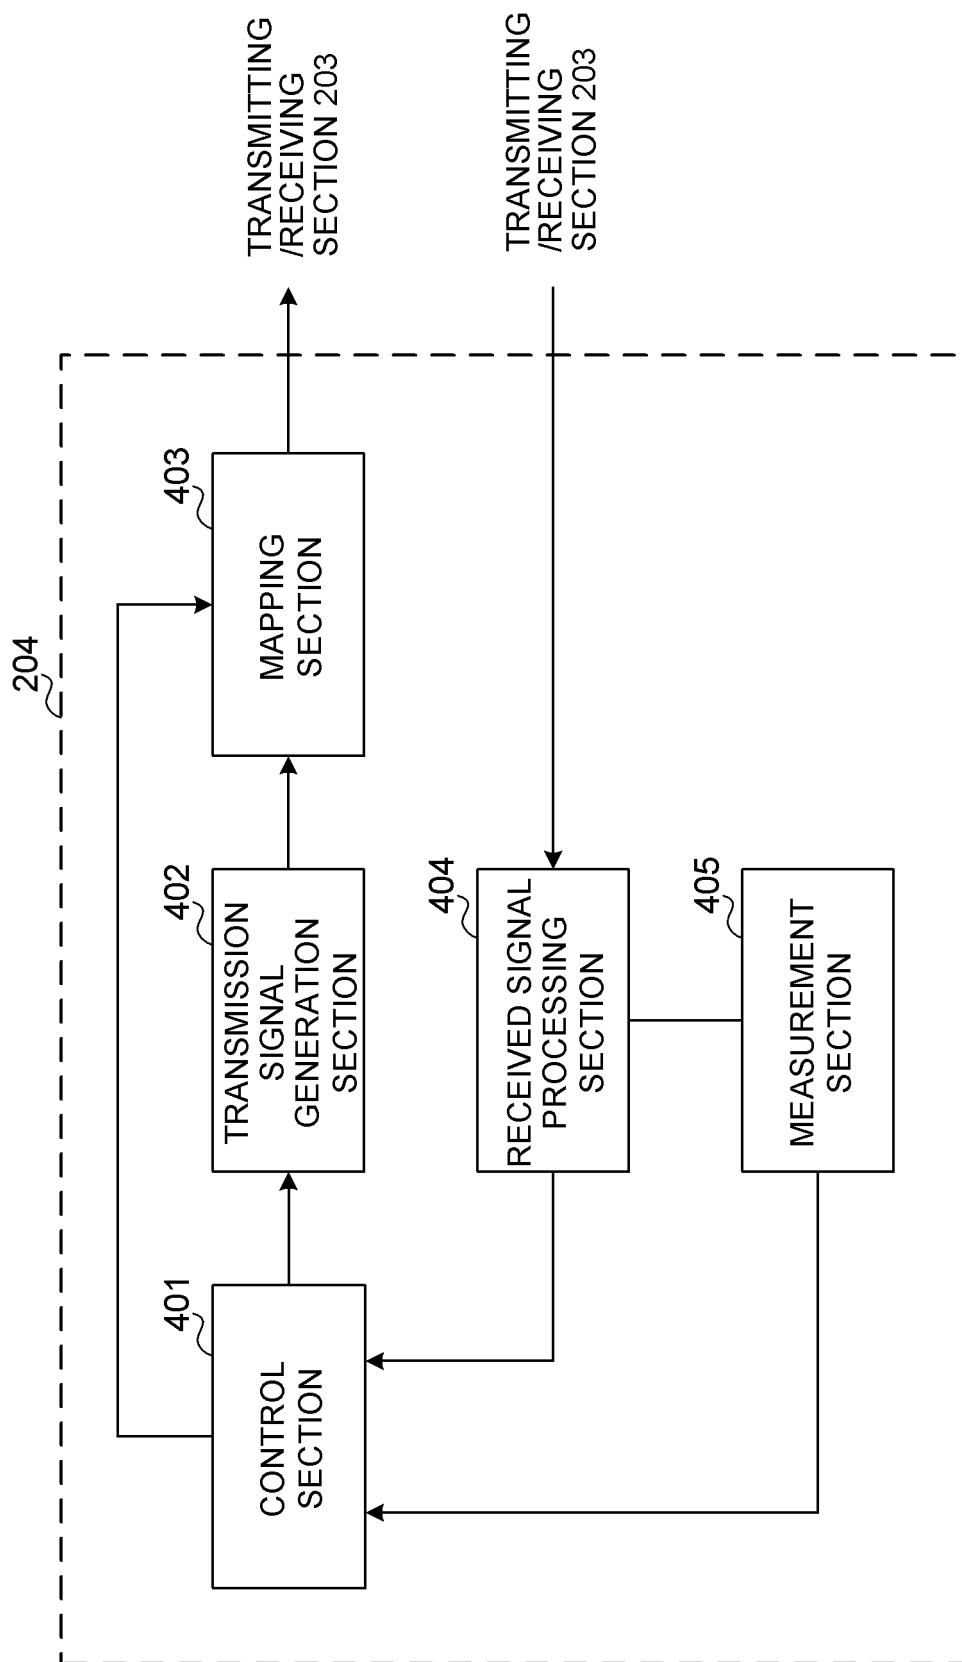 204
401
CONTROL
SECTION
402
TRANSMISSION
SIGNAL
GENERATION
SECTION
403
MAPPING
SECTION
TRANSMITTING
/RECEIVING
SECTION 203
404
RECEIVED SIGNAL
PROCESSING
SECTION
TRANSMITTING
/RECEIVING
SECTION 203
405
MEASUREMENT
SECTION